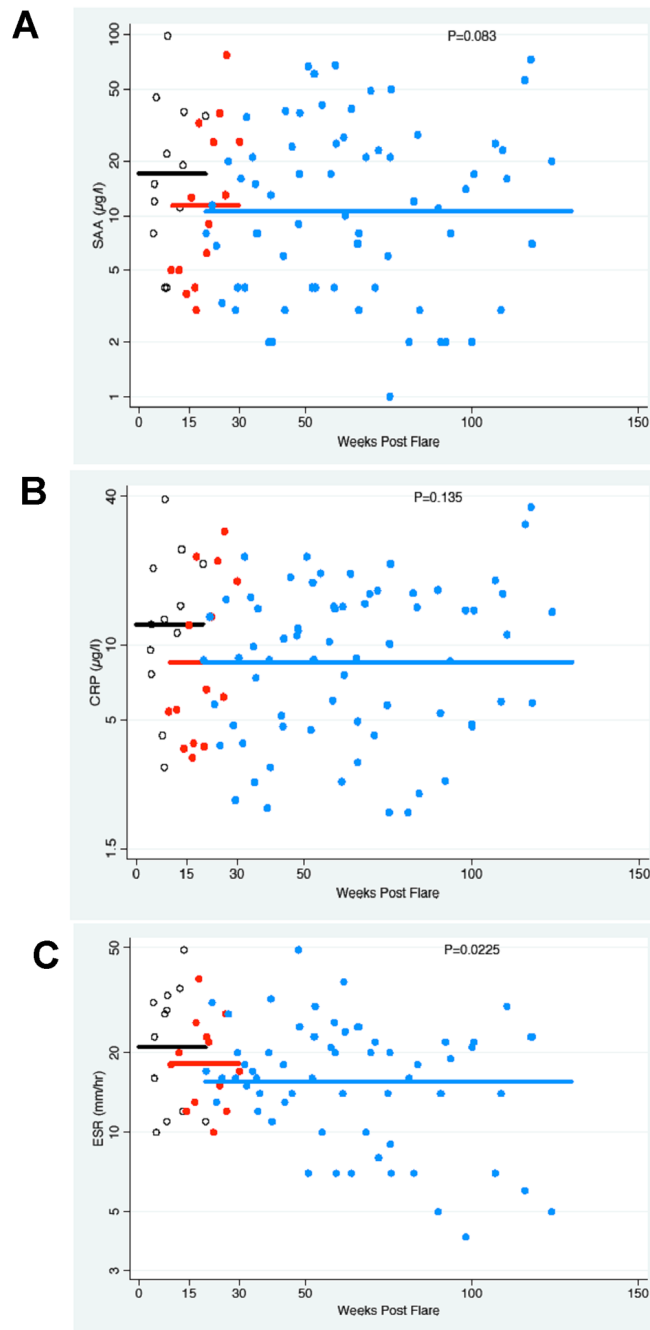 A
P=0.083
100
50
20
10
5
2
1
SAA (µg/l)
0 15 30 50 100 150
Weeks Post Flare
B
P=0.135
40
10
5
1.5
CRP (µg/l)
0 15 30 50 100 150
Weeks Post Flare
C
P=0.0225
50
20
10
5
3
ESR (mm/hr)
0 15 30 50 100 150
Weeks Post Flare